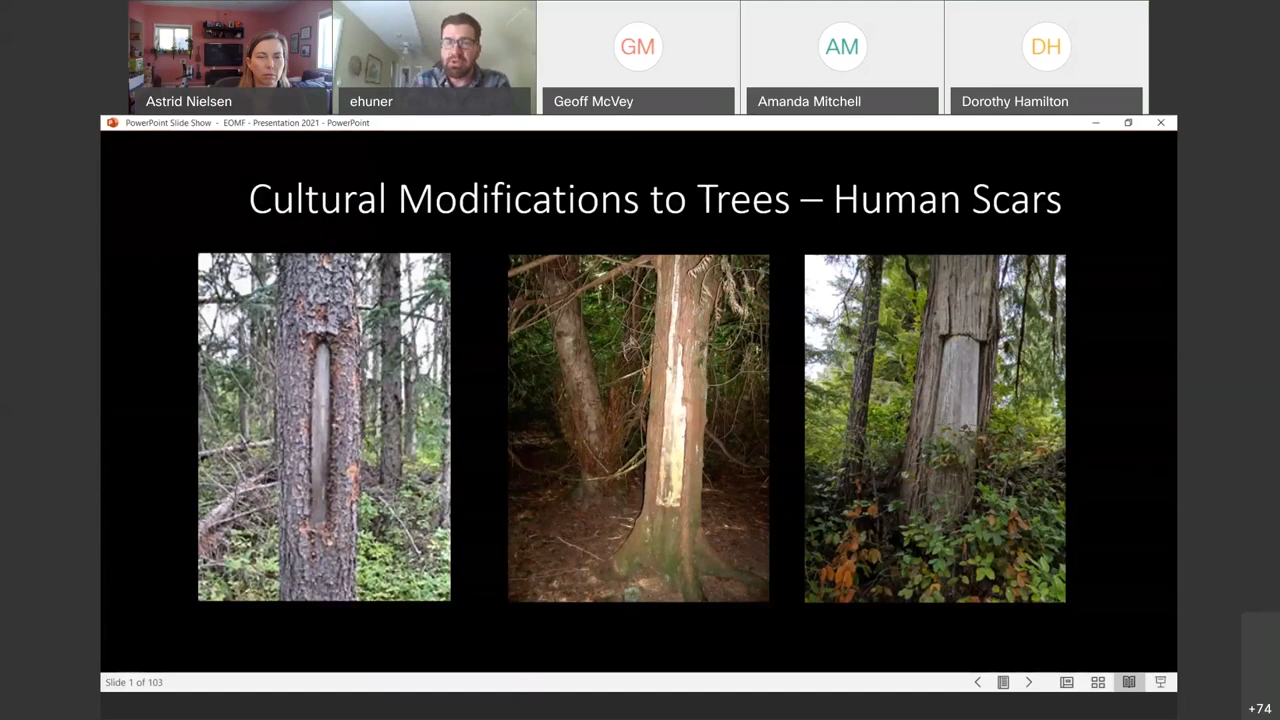 GM
AM
DH
Astrid Nielsen
ehuner
Geoff McVey
Amanda Mitchell
Dorothy Hamilton
PowerPoint Slide Show - EOMF - Presentation 2021 - PowerPoint
Cultural Modifications to Trees – Human Scars
Slide 1 of 103
+74